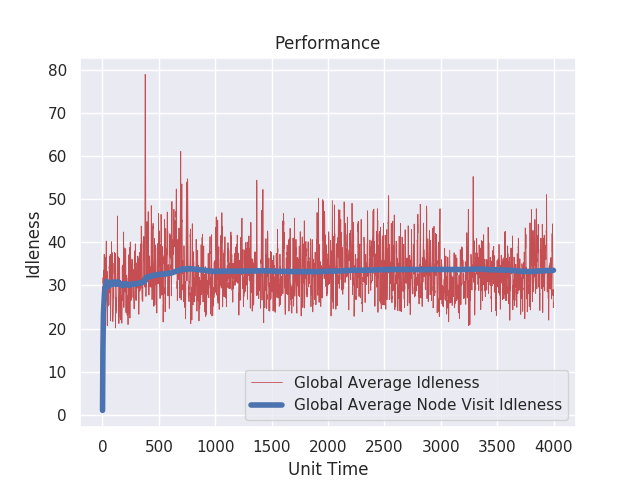 Performance
80
70
60
50
40
30
20
10
0
Idleness
0 500 1000 1500 2000 2500 3000 3500 4000
Unit Time
Global Average Idleness
Global Average Node Visit Idleness